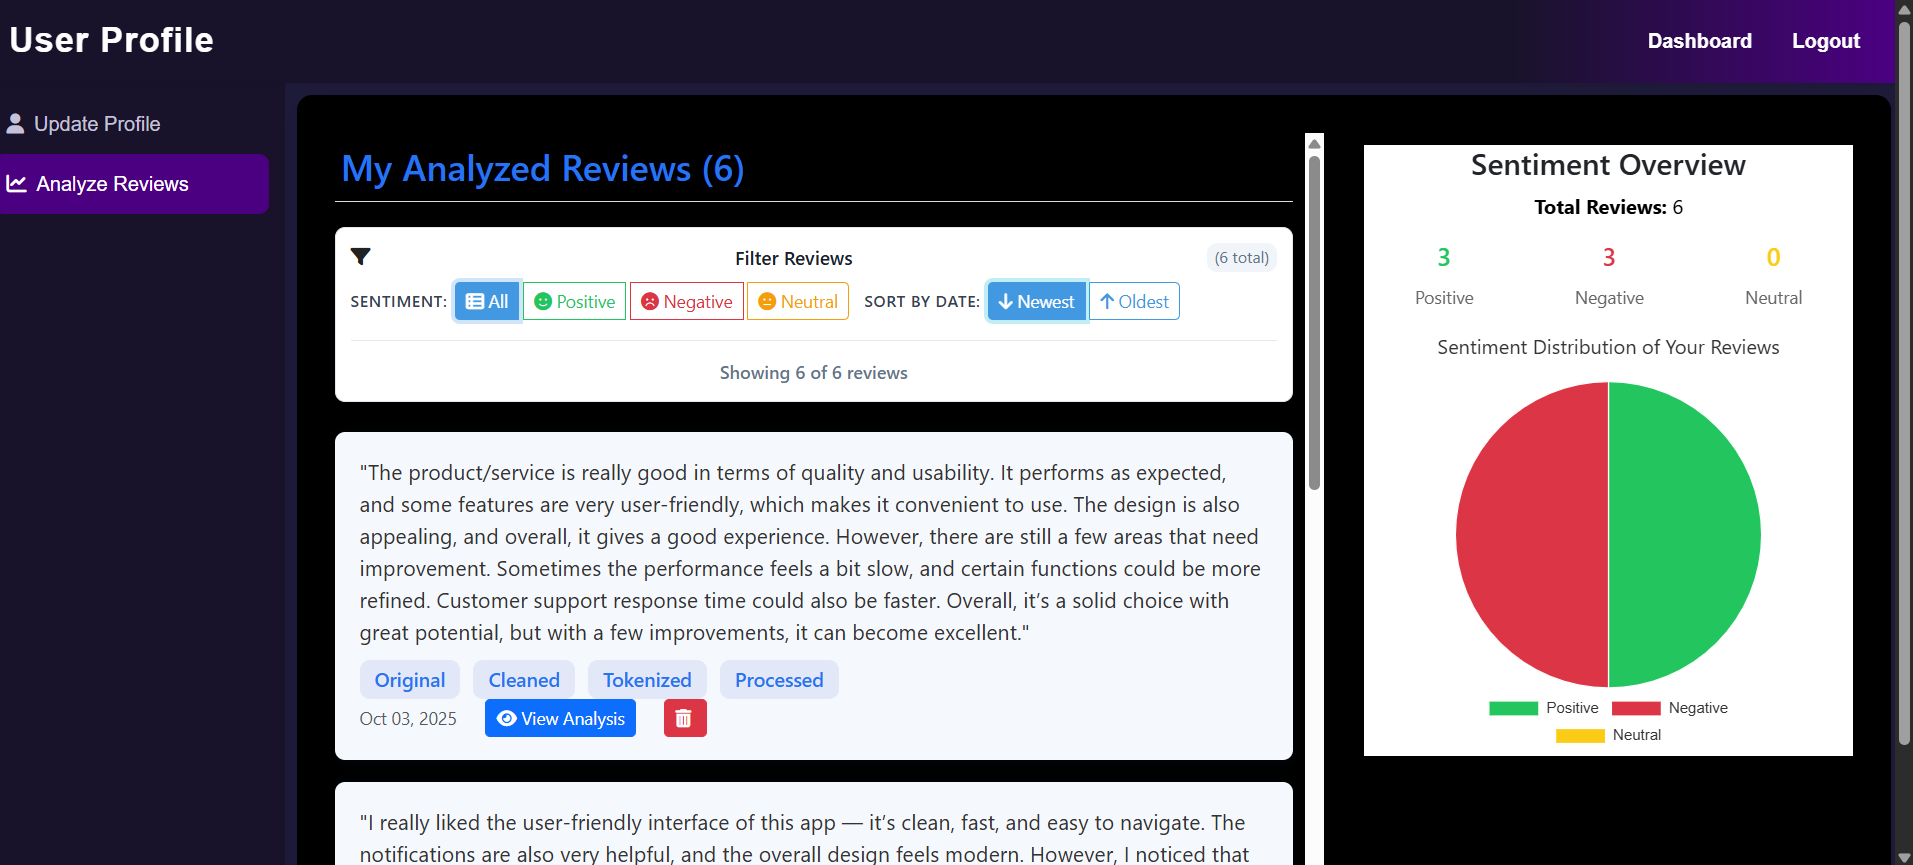 User Profile
Dashboard
Logout
Update Profile
Analyze Reviews
My Analyzed Reviews (6)
Filter Reviews
(6 total)
SENTIMENT:
All
Positive
Negative
Neutral
SORT BY DATE:
Newest
Oldest
Showing 6 of 6 reviews
"The product/service is really good in terms of quality and usability. It performs as expected,
and some features are very user-friendly, which makes it convenient to use. The design is also
appealing, and overall, it gives a good experience. However, there are still a few areas that need
improvement. Sometimes the performance feels a bit slow, and certain functions could be more
refined. Customer support response time could also be faster. Overall, it’s a solid choice with
great potential, but with a few improvements, it can become excellent."
Original
Cleaned
Tokenized
Processed
Oct 03, 2025
View Analysis
"I really liked the user-friendly interface of this app — it’s clean, fast, and easy to navigate. The
notifications are also very helpful, and the overall design feels modern. However, I noticed that
Sentiment Overview
Total Reviews: 6
3
3
0
Positive
Negative
Neutral
Sentiment Distribution of Your Reviews
Positive
Negative
Neutral